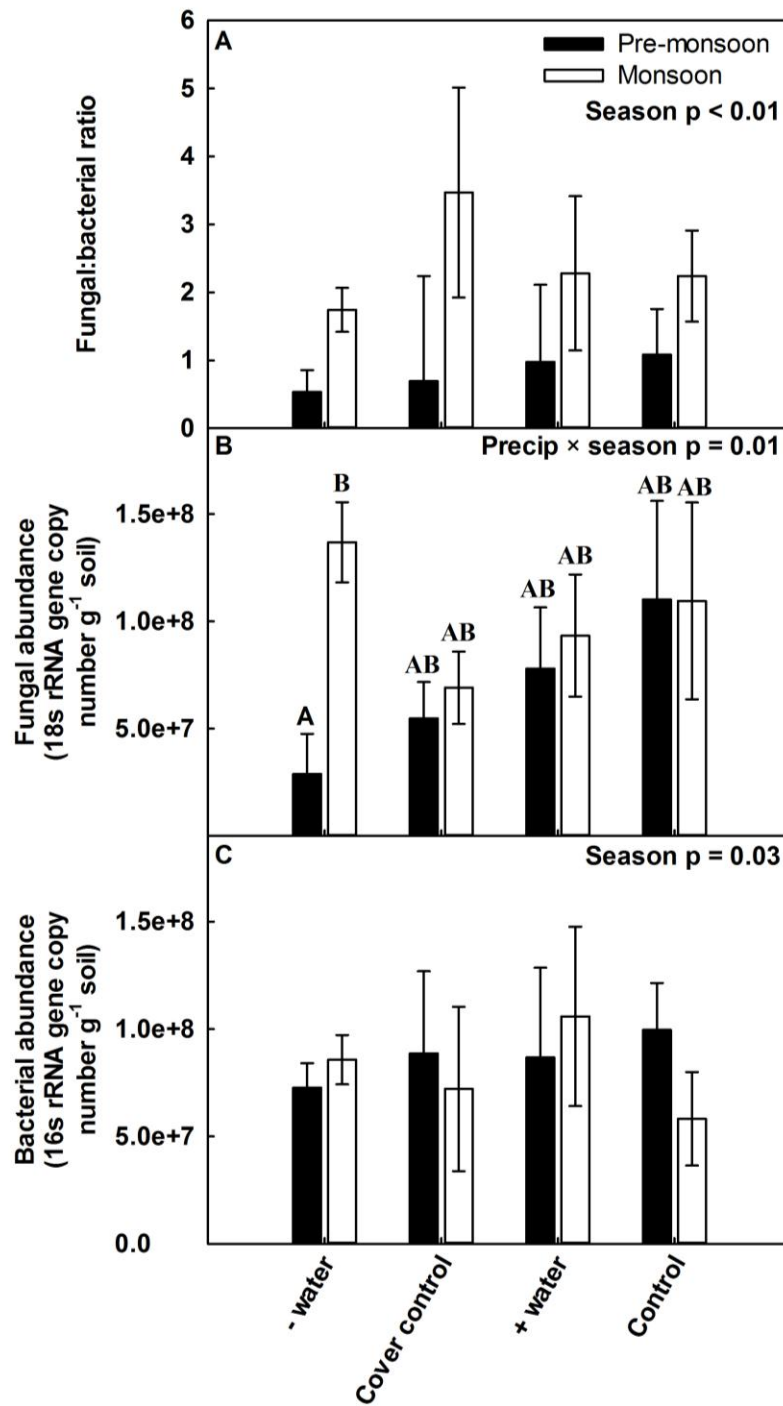 A
Pre-monsoon
Monsoon
Season p < 0.01
6
5
4
3
2
1
0
Fungal:bacterial ratio
B
Precip × season p = 0.01
1.5e+8
1.0e+8
5.0e+7
Fungal abundance
(18s rRNA gene copy
number g⁻¹ soil)
A
B
AB
AB
AB
AB
AB
AB
C
Season p = 0.03
1.5e+8
1.0e+8
5.0e+7
0.0
Bacterial abundance
(16s rRNA gene copy
number g⁻¹ soil)
- water
Cover control
+ water
Control